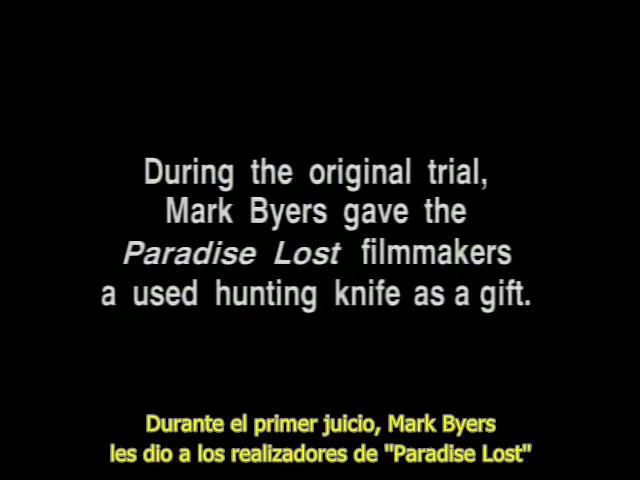 During the original trial,
Mark Byers gave the
Paradise Lost filmmakers
a used hunting knife as a gift.
Durante el primer juicio, Mark Byers
les dio a los realizadores de "Paradise Lost"